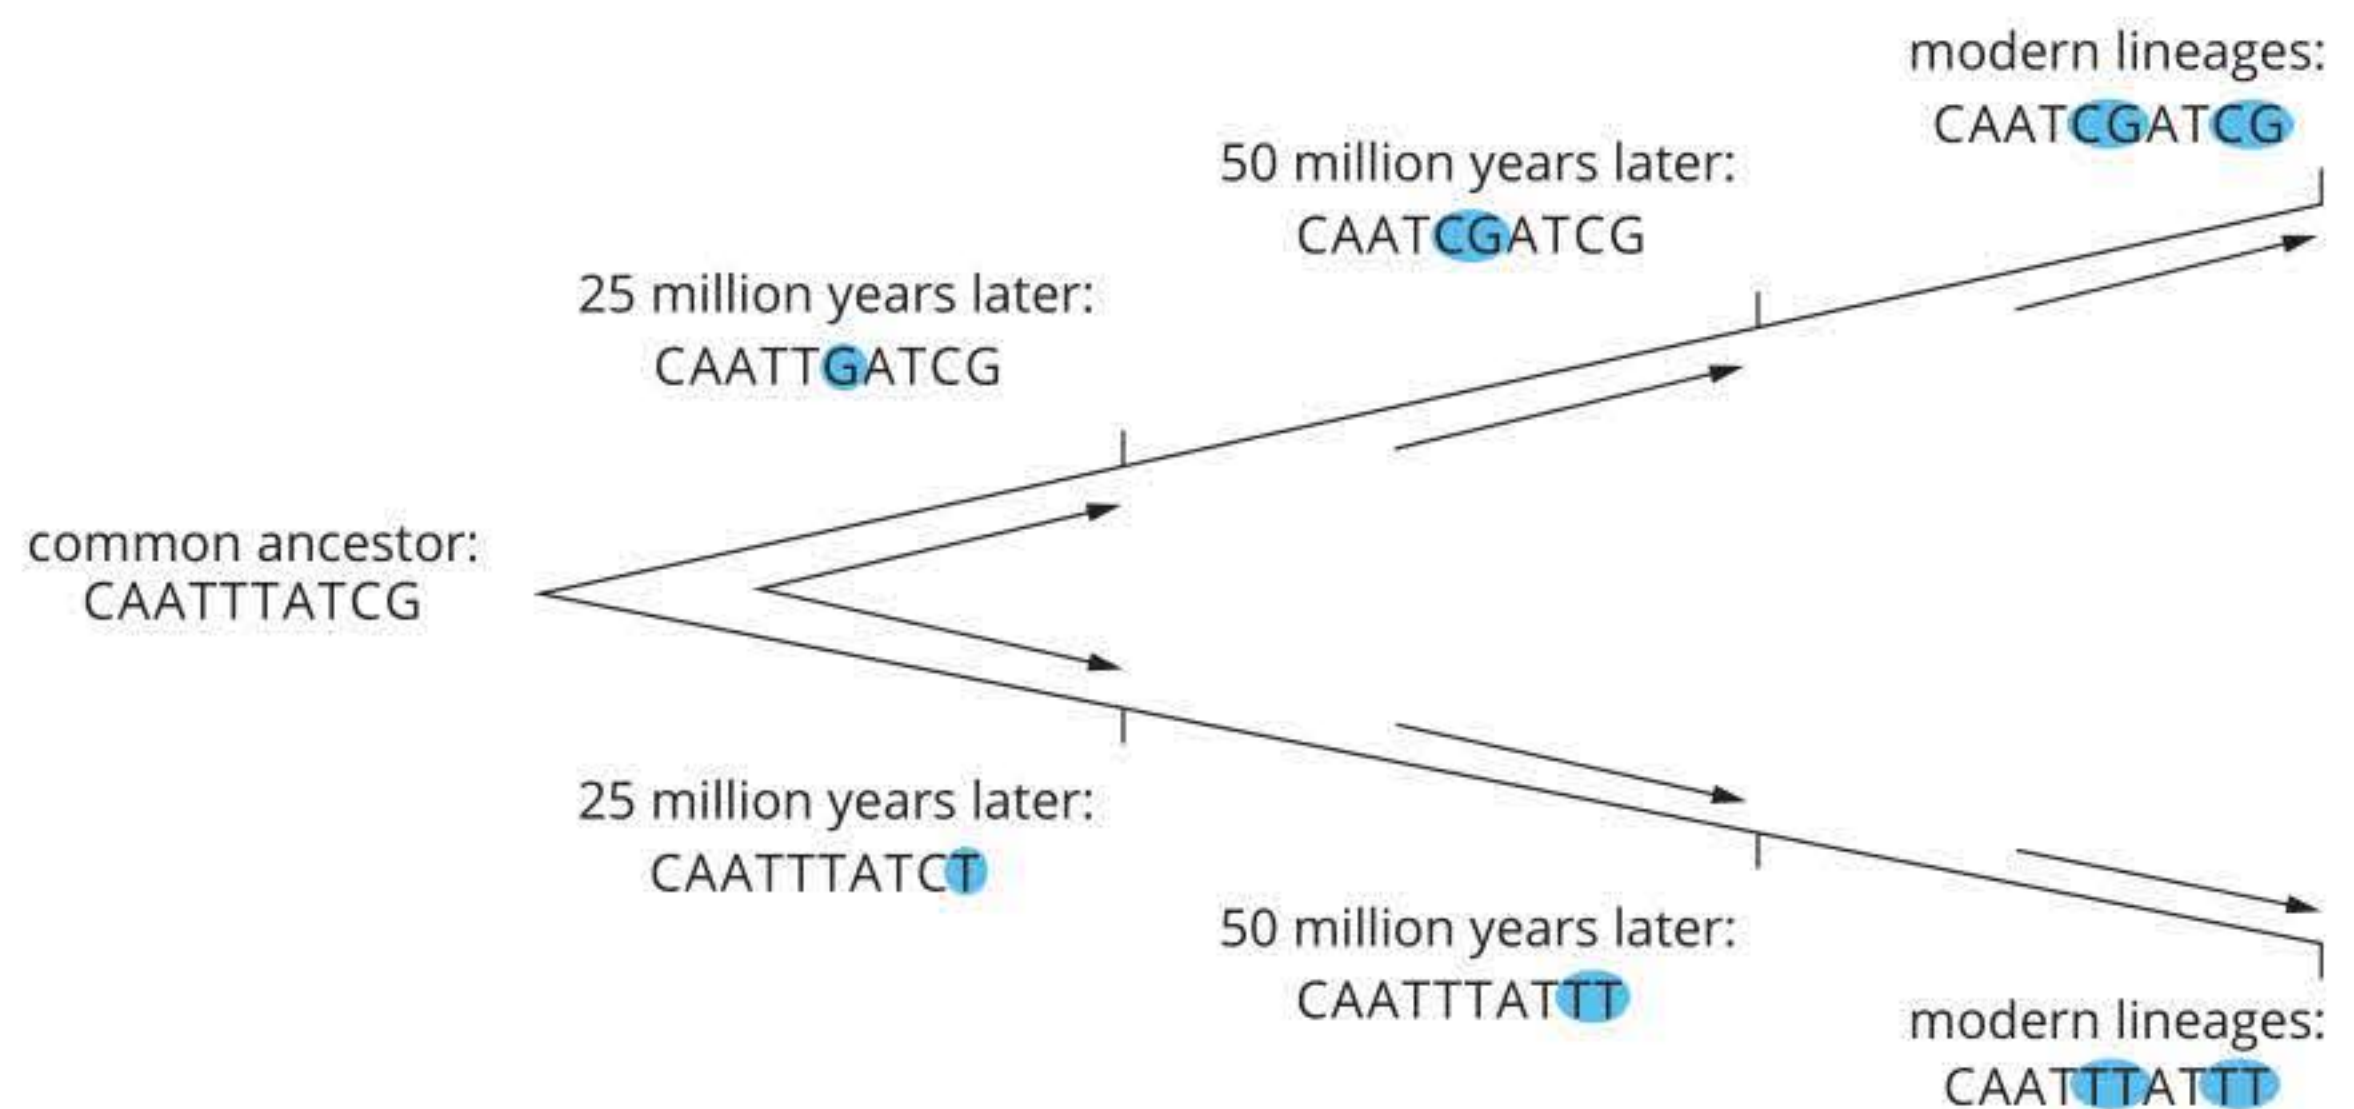 modern lineages:
CAATCGATCG
50 million years later:
CAATCGATCG
25 million years later:
CAATTGATCG
common ancestor:
CAATTTATCG
25 million years later:
CAATTTATCT
50 million years later:
CAATTTATTT
modern lineages:
CAATTTATTT